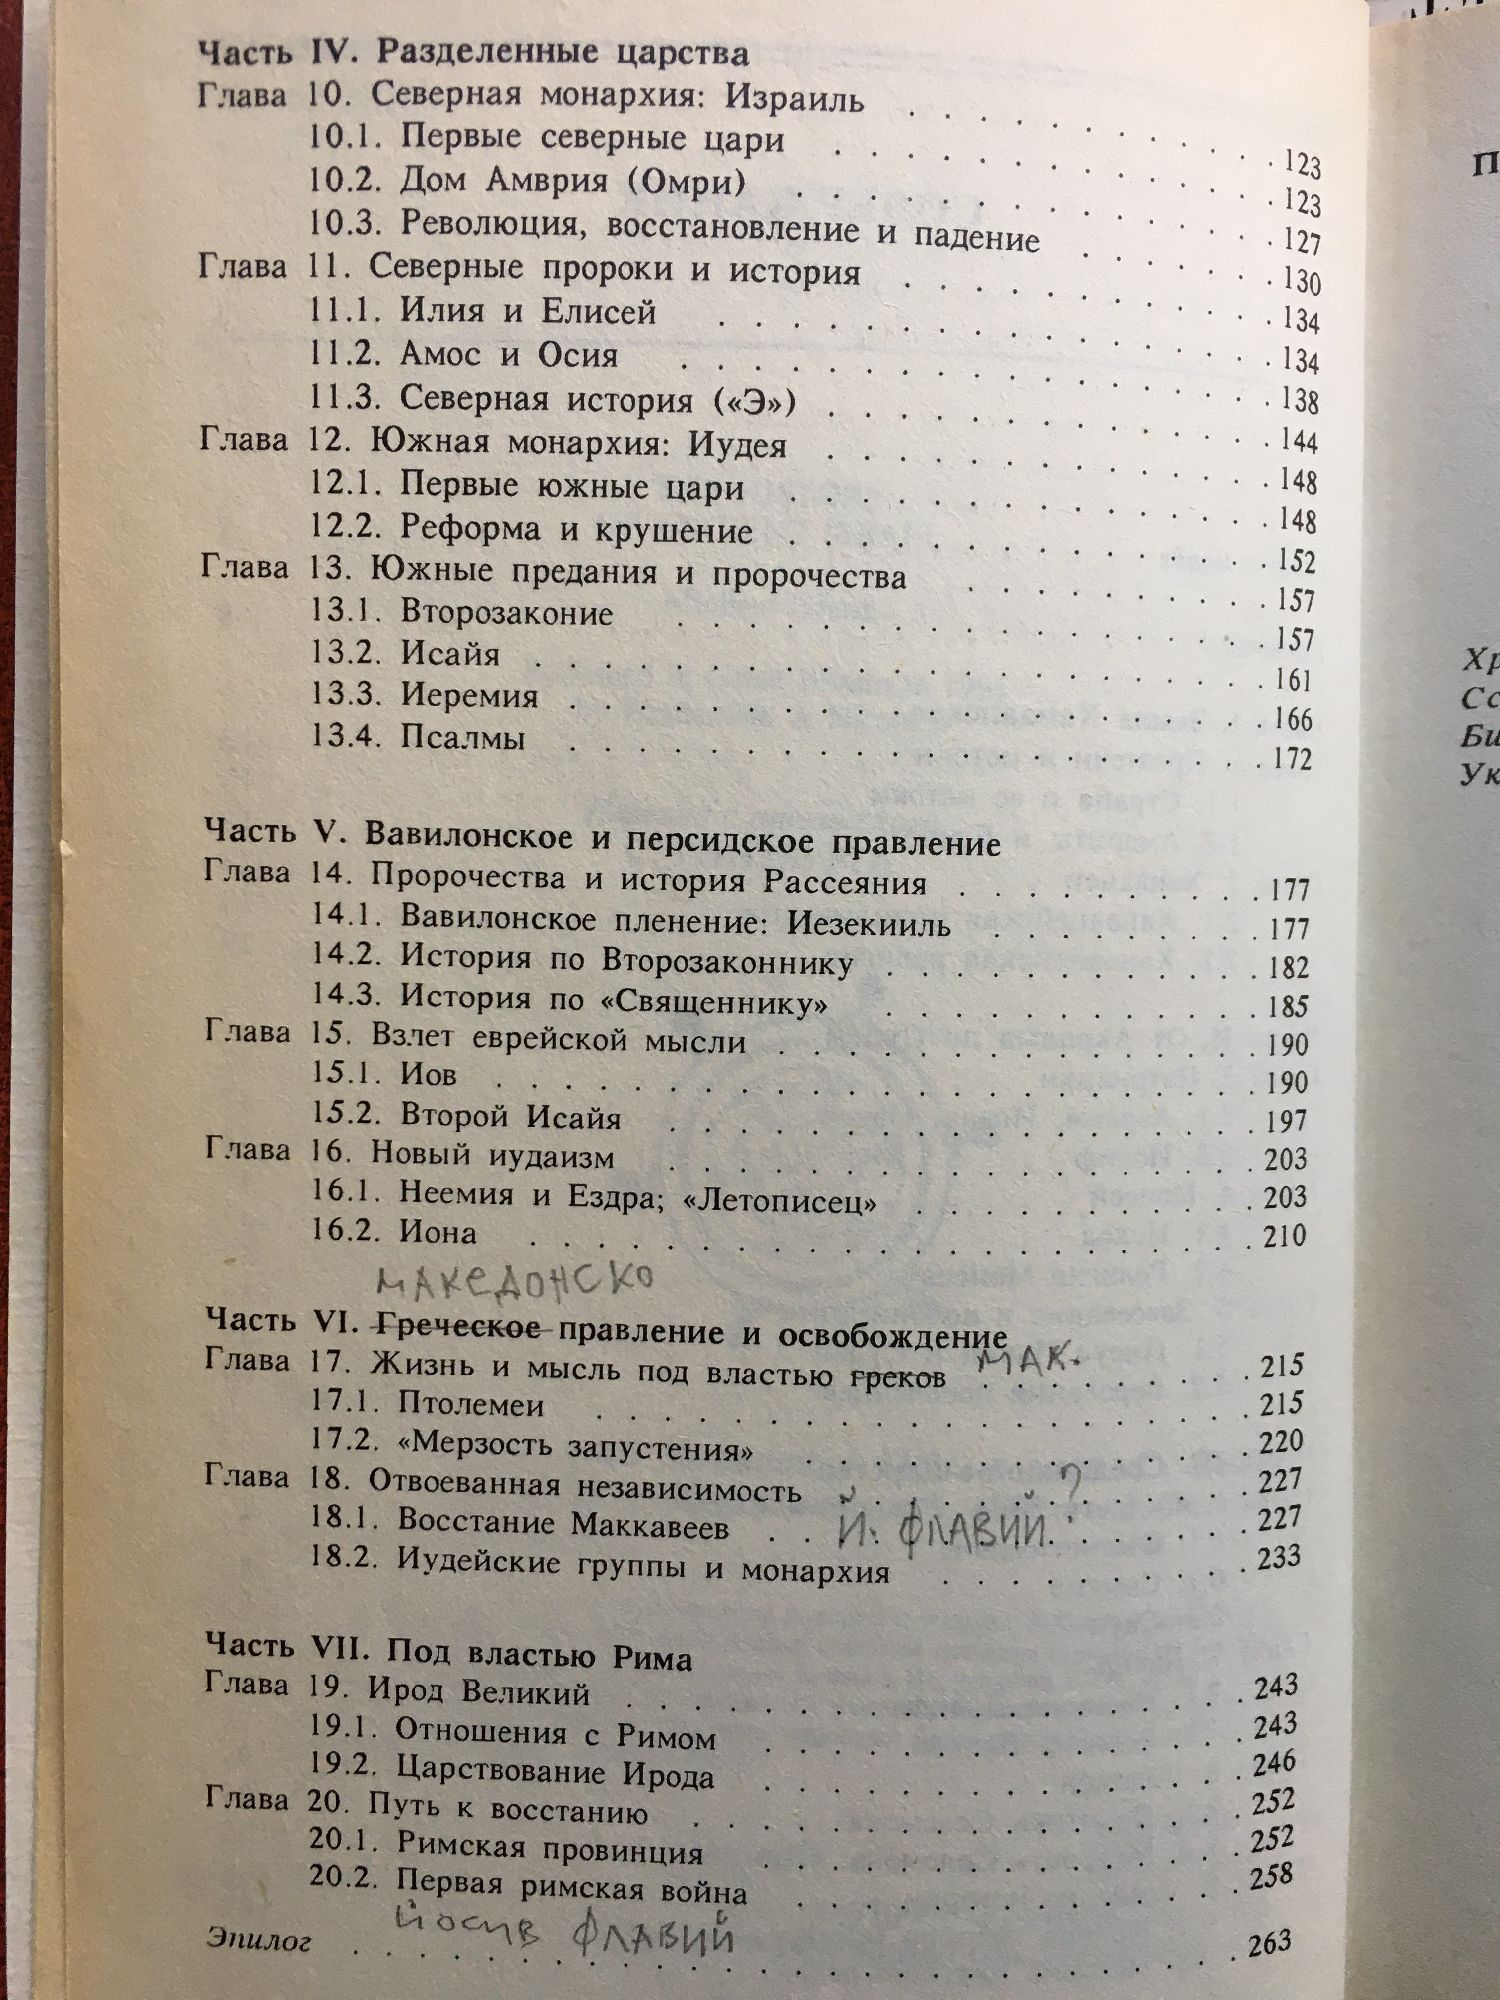 Часть IV. Разделенные царства
Глава 10. Северная монархия: Израиль . . . . . . . . . . . 123
10.1. Первые северные цари . . . . . . . . . . . . . 123
10.2. Дом Амврия (Омри) . . . . . . . . . . . . . . 127
10.3. Революция, восстановление и падение . . . . . . . 130
Глава 11. Северные пророки и история . . . . . . . . . . . 134
11.1. Илия и Елисей . . . . . . . . . . . . . . . . 134
11.2. Амос и Осия . . . . . . . . . . . . . . . . . 138
11.3. Северная история («Э») . . . . . . . . . . . . . 144
Глава 12. Южная монархия: Иудея . . . . . . . . . . . . . 148
12.1. Первые южные цари . . . . . . . . . . . . . . 148
12.2. Реформа и крушение . . . . . . . . . . . . . . 152
Глава 13. Южные предания и пророчества . . . . . . . . . . 157
13.1. Второзаконие . . . . . . . . . . . . . . . . . 157
13.2. Исайя . . . . . . . . . . . . . . . . . . . . . 161
13.3. Иеремия . . . . . . . . . . . . . . . . . . . . 166
13.4. Псалмы . . . . . . . . . . . . . . . . . . . . 172
Часть V. Вавилонское и персидское правление
Глава 14. Пророчества и история Рассеяния . . . . . . . . . 177
14.1. Вавилонское пленение: Иезекииль . . . . . . . . 177
14.2. История по Второзаконнику . . . . . . . . . . . 182
14.3. История по «Священнику» . . . . . . . . . . . 185
Глава 15. Взлет еврейской мысли . . . . . . . . . . . . . . 190
15.1. Иов . . . . . . . . . . . . . . . . . . . . . . 190
15.2. Второй Исайя . . . . . . . . . . . . . . . . . 197
Глава 16. Новый иудаизм . . . . . . . . . . . . . . . . . 203
16.1. Неемия и Ездра; «Летописец» . . . . . . . . . . 203
16.2. Иона . . . . . . . . . . . . . . . . . . . . . 210
МАКЕДОНСКО
Часть VI. Греческое правление и освобождение
Глава 17. Жизнь и мысль под властью греков МАК. . . . . . . . . . 215
17.1. Птолемеи . . . . . . . . . . . . . . . . . . . 215
17.2. «Мерзость запустения» . . . . . . . . . . . . . 220
Глава 18. Отвоеванная независимость . . . . . . . . . . . . 227
18.1. Восстание Маккавеев . . Й. ФЛАВИЙ? . . . . . . 227
18.2. Иудейские группы и монархия . . . . . . . . . . 233
Часть VII. Под властью Рима
Глава 19. Ирод Великий . . . . . . . . . . . . . . . . . . 243
19.1. Отношения с Римом . . . . . . . . . . . . . . 243
19.2. Царствование Ирода . . . . . . . . . . . . . . 246
Глава 20. Путь к восстанию . . . . . . . . . . . . . . . . 252
20.1. Римская провинция . . . . . . . . . . . . . . 252
20.2. Первая римская война . . . . . . . . . . . . . 258
Йосив ФЛАВИЙ
Эпилог . . . . . . . . . . . . . . . . . . . . . . . . . . 263
П
Хр
Сс
Би
Ук